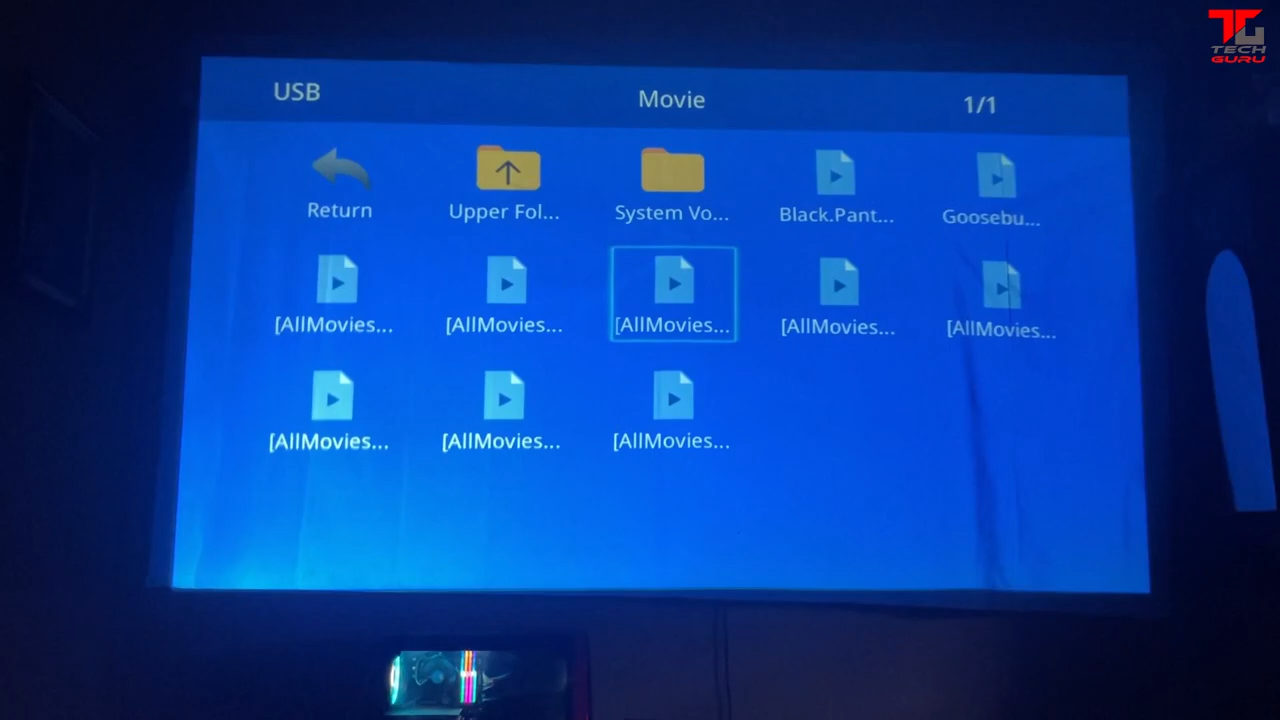 TG
TECH
GURU
USB Movie 1/1
Return Upper Fol... System Vo... Black.Pant... Goosebu...
[AllMovies... [AllMovies... [AllMovies... [AllMovies... [AllMovies...
[AllMovies... [AllMovies... [AllMovies...